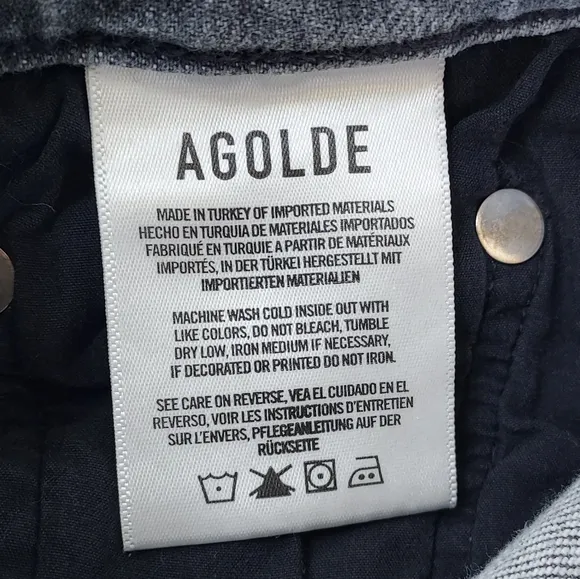 AGOLDE
MADE IN TURKEY OF IMPORTED MATERIALS
HECHO EN TURQUIA DE MATERIALES IMPORTADOS
FABRIQUÉ EN TURQUIE A PARTIR DE MATÉRIAUX
IMPORTÉS, IN DER TÜRKEI HERGESTELLT MIT
IMPORTIERTEN MATERIALIEN
MACHINE WASH COLD INSIDE OUT WITH
LIKE COLORS, DO NOT BLEACH, TUMBLE
DRY LOW, IRON MEDIUM IF NECESSARY,
IF DECORATED OR PRINTED DO NOT IRON.
SEE CARE ON REVERSE, VEA EL CUIDADO EN EL
REVERSO, VOIR LES INSTRUCTIONS D'ENTRETIEN
SUR L'ENVERS, PFLEGEANLEITUNG AUF DER
RÜCKSEITE